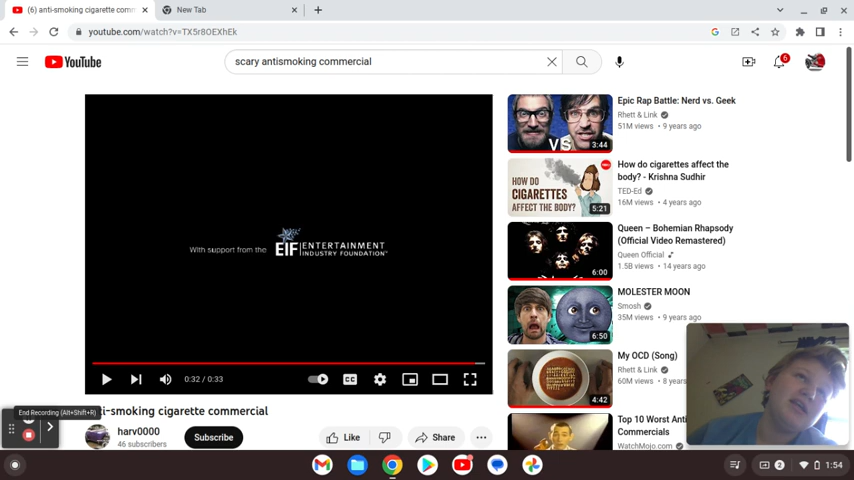 (6) anti-smoking cigarette comm
New Tab
youtube.com/watch?v=TX5r8OEXhEk
YouTube
scary antismoking commercial
6
With support from the
EIF ENTERTAINMENT
INDUSTRY FOUNDATION
0:32 / 0:33
CC
End Recording (Alt+Shift+R)
ti-smoking cigarette commercial
harv0000
46 subscribers
Subscribe
Like
Share
VS
3:44
Epic Rap Battle: Nerd vs. Geek
Rhett & Link
51M views • 9 years ago
HOW DO
CIGARETTES
AFFECT THE BODY?
5:21
How do cigarettes affect the
body? - Krishna Sudhir
TED-Ed
16M views • 4 years ago
6:00
Queen – Bohemian Rhapsody
(Official Video Remastered)
Queen Official
1.5B views • 14 years ago
6:50
MOLESTER MOON
Smosh
35M views • 9 years ago
4:42
My OCD (Song)
Rhett & Link
60M views • 8 years
Top 10 Worst Anti
Commercials
WatchMojo.com
2
1:54